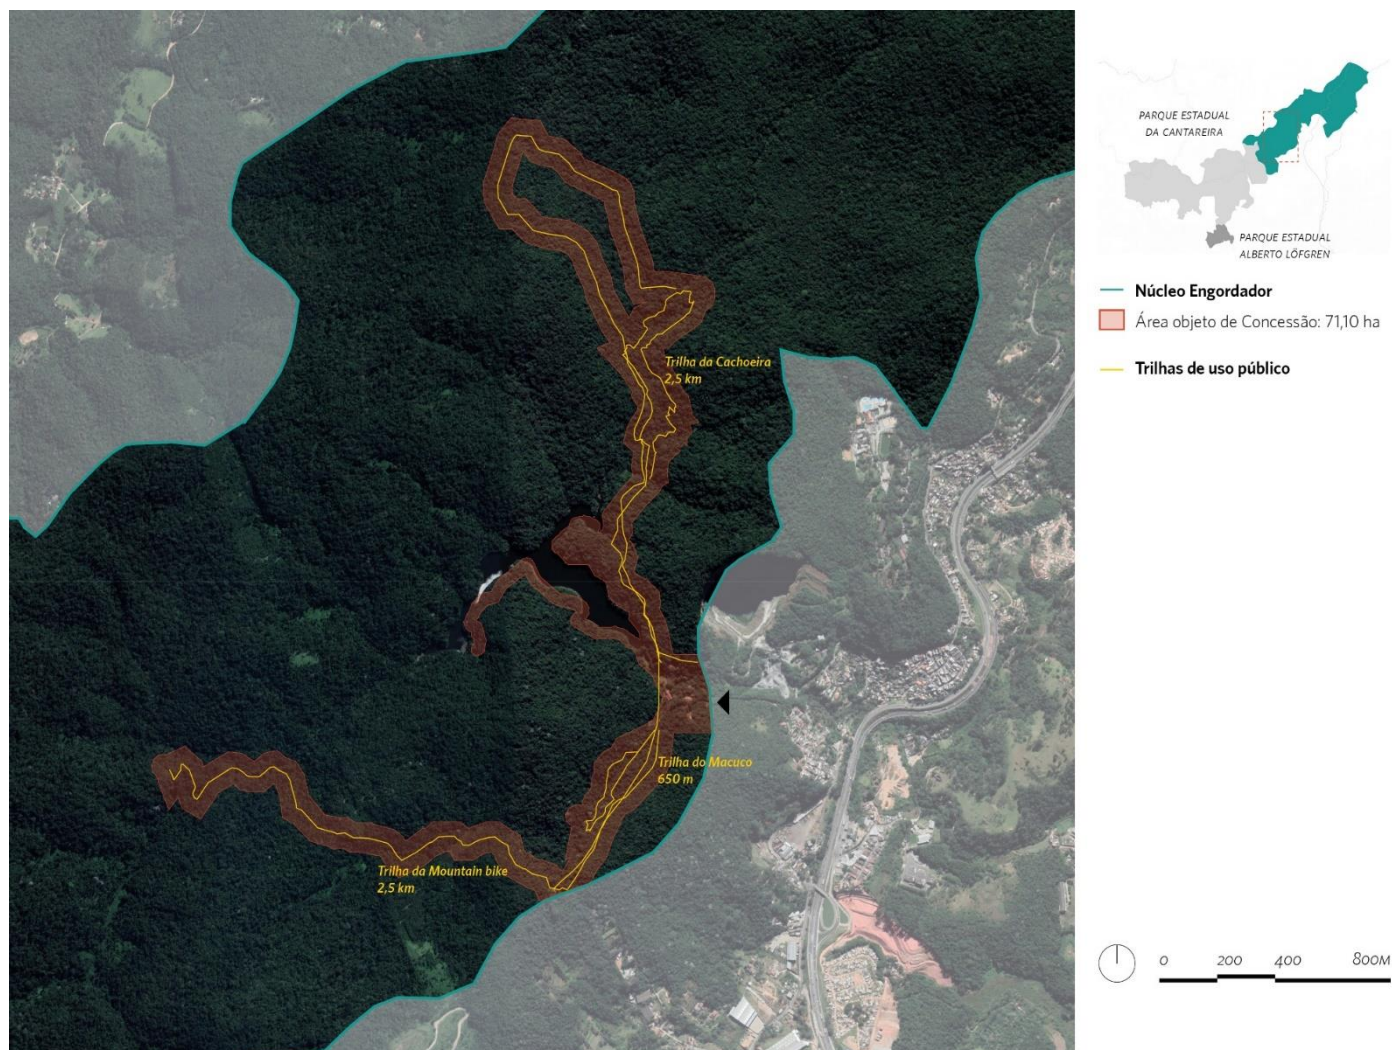 PARQUE ESTADUAL
DA CANTAREIRA
PARQUE ESTADUAL
ALBERTO LÖFGREN
Núcleo Engordador
Área objeto de Concessão: 71,10 ha
Trilhas de uso público
Trilha da Cachoeira
2,5 km
Trilha do Macuco
650 m
Trilha da Mountain bike
2,5 km
0 200 400 800M